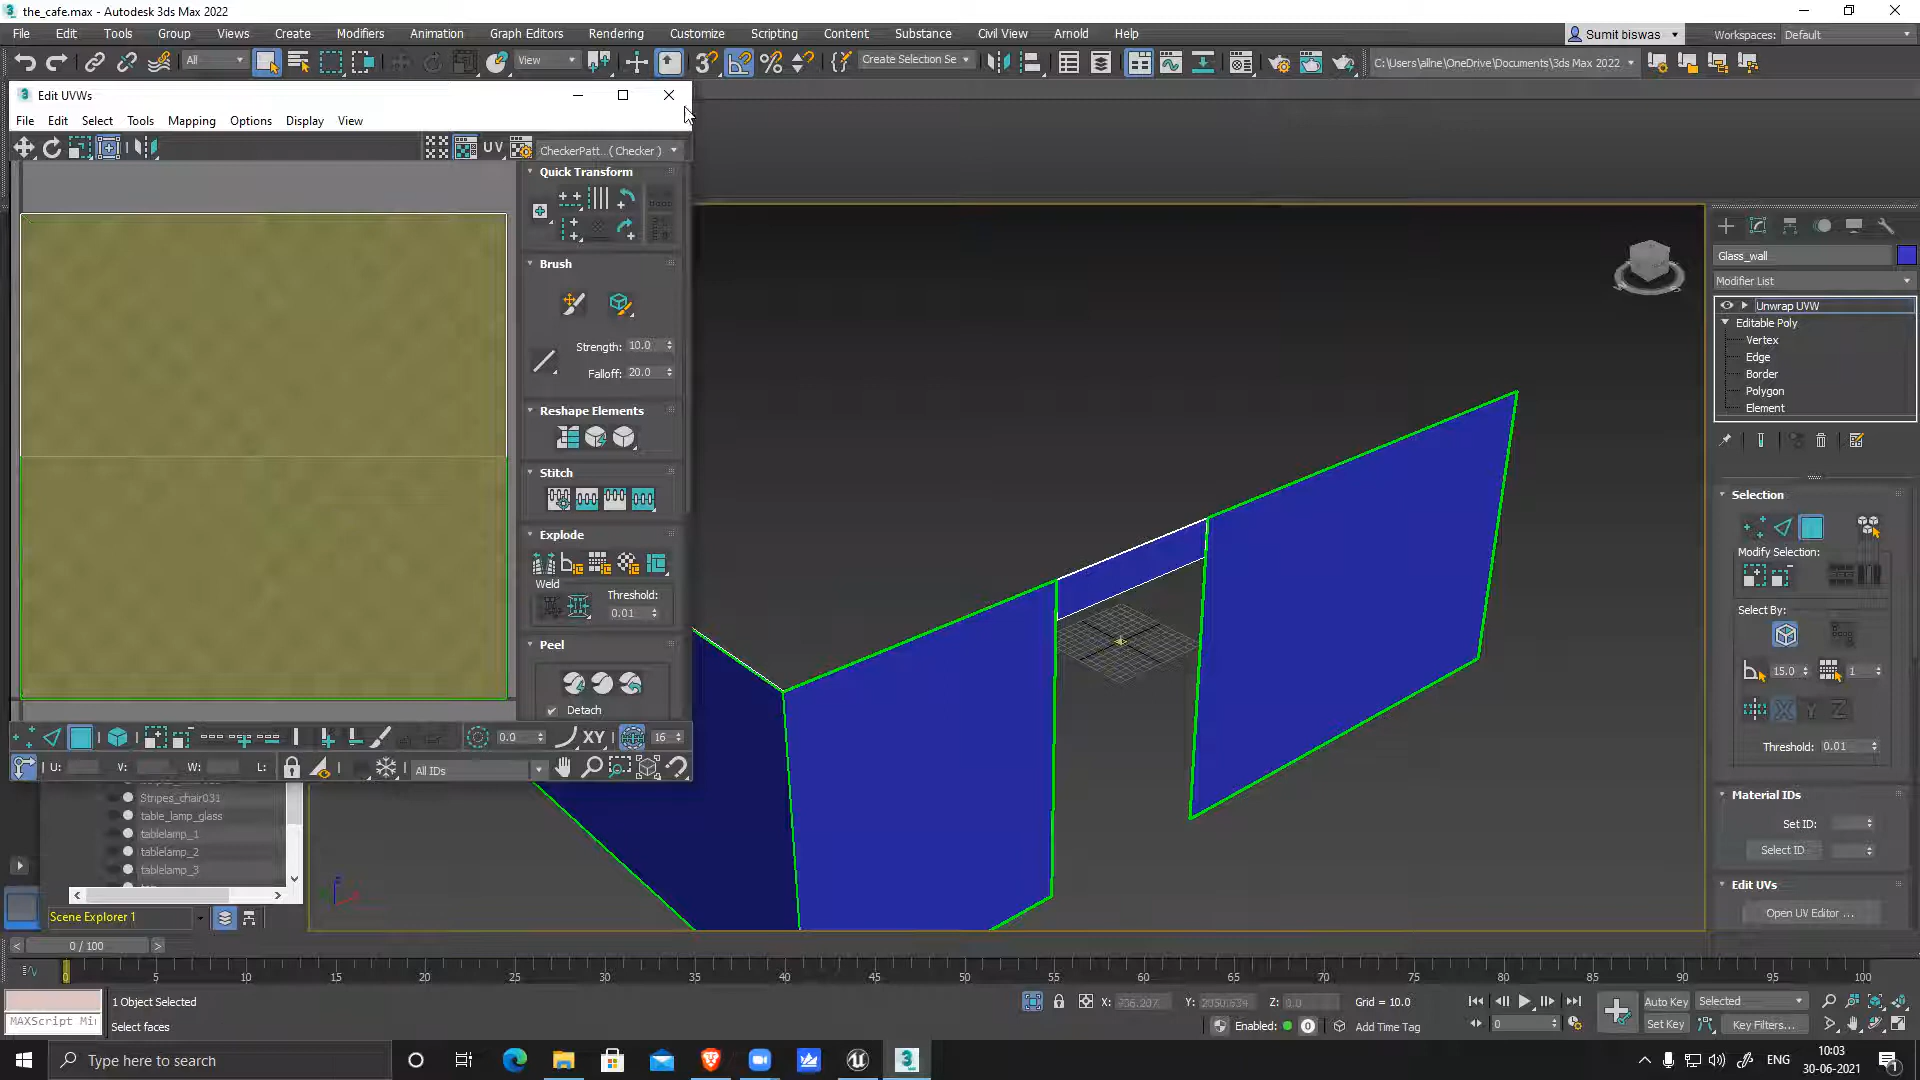 the_cafe.max - Autodesk 3ds Max 2022
File Edit Tools Group Views Create Modifiers Animation Graph Editors Rendering Customize Scripting Content Substance Civil View Arnold Help
Sumit biswas
Workspaces: Default
All
View
Create Selection Se
C:\Users\allne\OneDrive\Documents\3ds Max 2022
Edit UVWs
File Edit Select Tools Mapping Options Display View
UV
CheckerPatt.. ( Checker )
Quick Transform
Brush
Strength: 10.0
Falloff: 20.0
Reshape Elements
Stitch
Explode
Weld
Threshold:
0.01
Peel
Detach
0.0
XY
16
U: V: W: L:
All IDs
Stripes_chair031
table_lamp_glass
tablelamp_1
tablelamp_2
tablelamp_3
Scene Explorer 1
Glass_wall
Modifier List
Unwrap UVW
Editable Poly
Vertex
Edge
Border
Polygon
Element
Selection
Modify Selection:
Select By:
15.0
1
X Y Z
Threshold: 0.01
Material IDs
Set ID:
Select ID
Edit UVs
Open UV Editor ...
0 / 100
0 5 10 15 20 25 30 35 40 45 50 55 60 65 70 75 80 85 90 95 100
1 Object Selected
MAXScript Mi
Select faces
X: Y: Z: 0.0
Grid = 10.0
Enabled:
0
Add Time Tag
0
Auto Key
Selected
Set Key
Key Filters...
Type here to search
ENG
10:03
30-06-2021
1